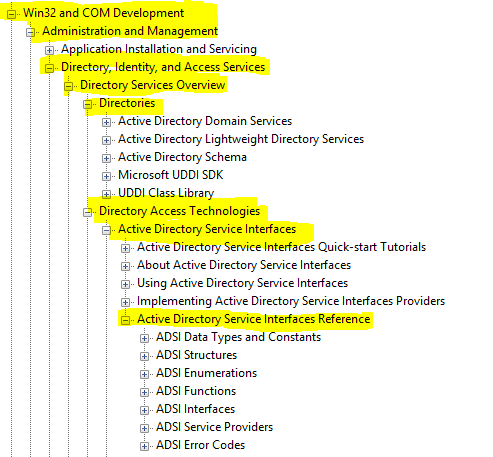 Win32 and COM Development
Administration and Management
Application Installation and Servicing
Directory, Identity, and Access Services
Directory Services Overview
Directories
Active Directory Domain Services
Active Directory Lightweight Directory Services
Active Directory Schema
Microsoft UDDI SDK
UDDI Class Library
Directory Access Technologies
Active Directory Service Interfaces
Active Directory Service Interfaces Quick-start Tutorials
About Active Directory Service Interfaces
Using Active Directory Service Interfaces
Implementing Active Directory Service Interfaces Providers
Active Directory Service Interfaces Reference
ADSI Data Types and Constants
ADSI Structures
ADSI Enumerations
ADSI Functions
ADSI Interfaces
ADSI Service Providers
ADSI Error Codes